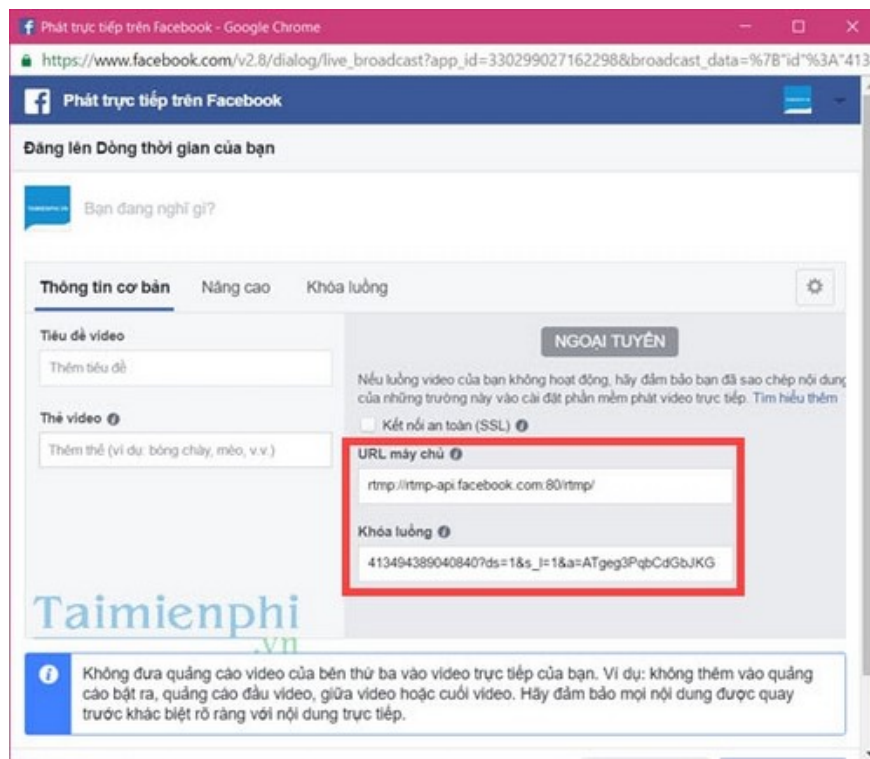 Phát trực tiếp trên Facebook - Google Chrome
https://www.facebook.com/v2.8/dialog/live_broadcast?app_id=330299027162298&broadcast_data=%7B"id"%3A"413
Phát trực tiếp trên Facebook
Đăng lên Dòng thời gian của bạn
Bạn đang nghĩ gì?
Thông tin cơ bản Nâng cao Khóa luồng
Tiêu đề video
Thêm tiêu đề
Thẻ video
Thêm thẻ (ví dụ: bóng chày, mèo, v.v.)
NGOẠI TUYẾN
Nếu luồng video của bạn không hoạt động, hãy đảm bảo bạn đã sao chép nội dung
của những trường này vào cài đặt phần mềm phát video trực tiếp. Tìm hiểu thêm
Kết nối an toàn (SSL)
URL máy chủ
rtmp://rtmp-api.facebook.com:80/rtmp/
Khóa luồng
413494389040840?ds=1&s_l=1&a=ATgeg3PqbCdGbJKG
Taimienphi
.vn
Không đưa quảng cáo video của bên thứ ba vào video trực tiếp của bạn. Ví dụ: không thêm vào quảng
cáo bật ra, quảng cáo đầu video, giữa video hoặc cuối video. Hãy đảm bảo mọi nội dung được quay
trước khác biệt rõ ràng với nội dung trực tiếp.